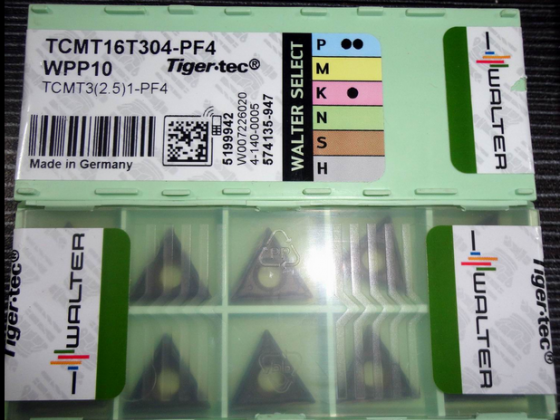 TCMT16T304-PF4
WPP10 Tiger·tec®
TCMT3(2.5)1-PF4
Made in Germany
5199942
W007226020
4-140-0005
574135-947
WALTER SELECT
P
M
K
N
S
H
WALTER
Tiger·tec®
WALTER
WALTER
Tiger·tec®